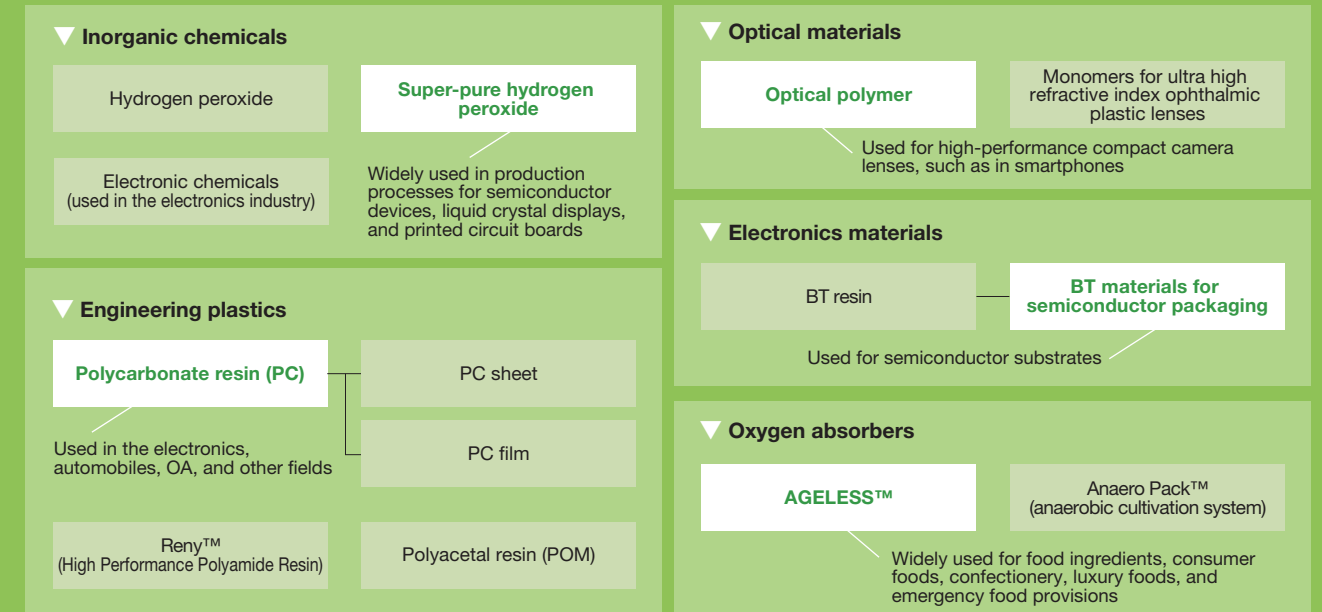 Inorganic chemicals
Hydrogen peroxide
Super-pure hydrogen
peroxide
Electronic chemicals
(used in the electronics industry)
Widely used in production
processes for semiconductor
devices, liquid crystal displays,
and printed circuit boards
Engineering plastics
Polycarbonate resin (PC)
PC sheet
Used in the electronics,
automobiles, OA, and other fields
PC film
Reny™
(High Performance Polyamide Resin)
Polyacetal resin (POM)
Optical materials
Optical polymer
Monomers for ultra high
refractive index ophthalmic
plastic lenses
Used for high-performance compact camera
lenses, such as in smartphones
Electronics materials
BT resin
BT materials for
semiconductor packaging
Used for semiconductor substrates
Oxygen absorbers
AGELESS™
Anaero Pack™
(anaerobic cultivation system)
Widely used for food ingredients, consumer
foods, confectionery, luxury foods, and
emergency food provisions